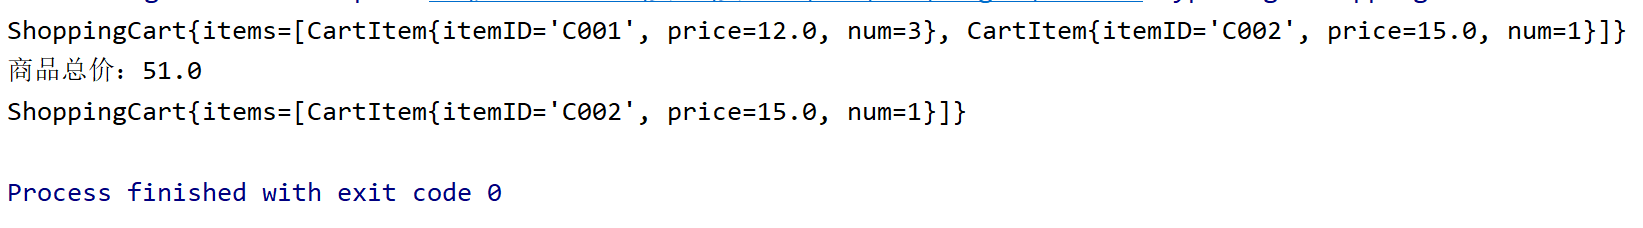 ShoppingCart{items=[CartItem{itemID='C001', price=12.0, num=3}, CartItem{itemID='C002', price=15.0, num=1}]}
商品总价：51.0
ShoppingCart{items=[CartItem{itemID='C002', price=15.0, num=1}]}
Process finished with exit code 0